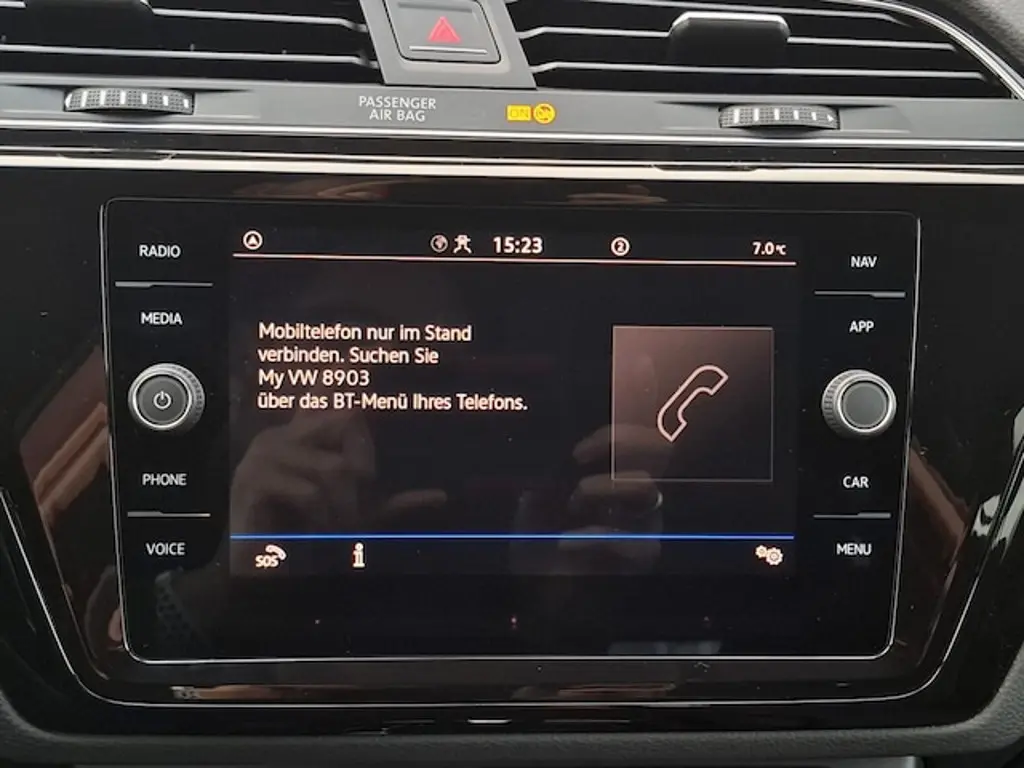 PASSENGER
AIR BAG
ON
RADIO
15:23
2
7.0°C
NAV
MEDIA
APP
Mobiltelefon nur im Stand
verbinden. Suchen Sie
My VW 8903
über das BT-Menü Ihres Telefons.
PHONE
CAR
VOICE
SOS
i
MENU